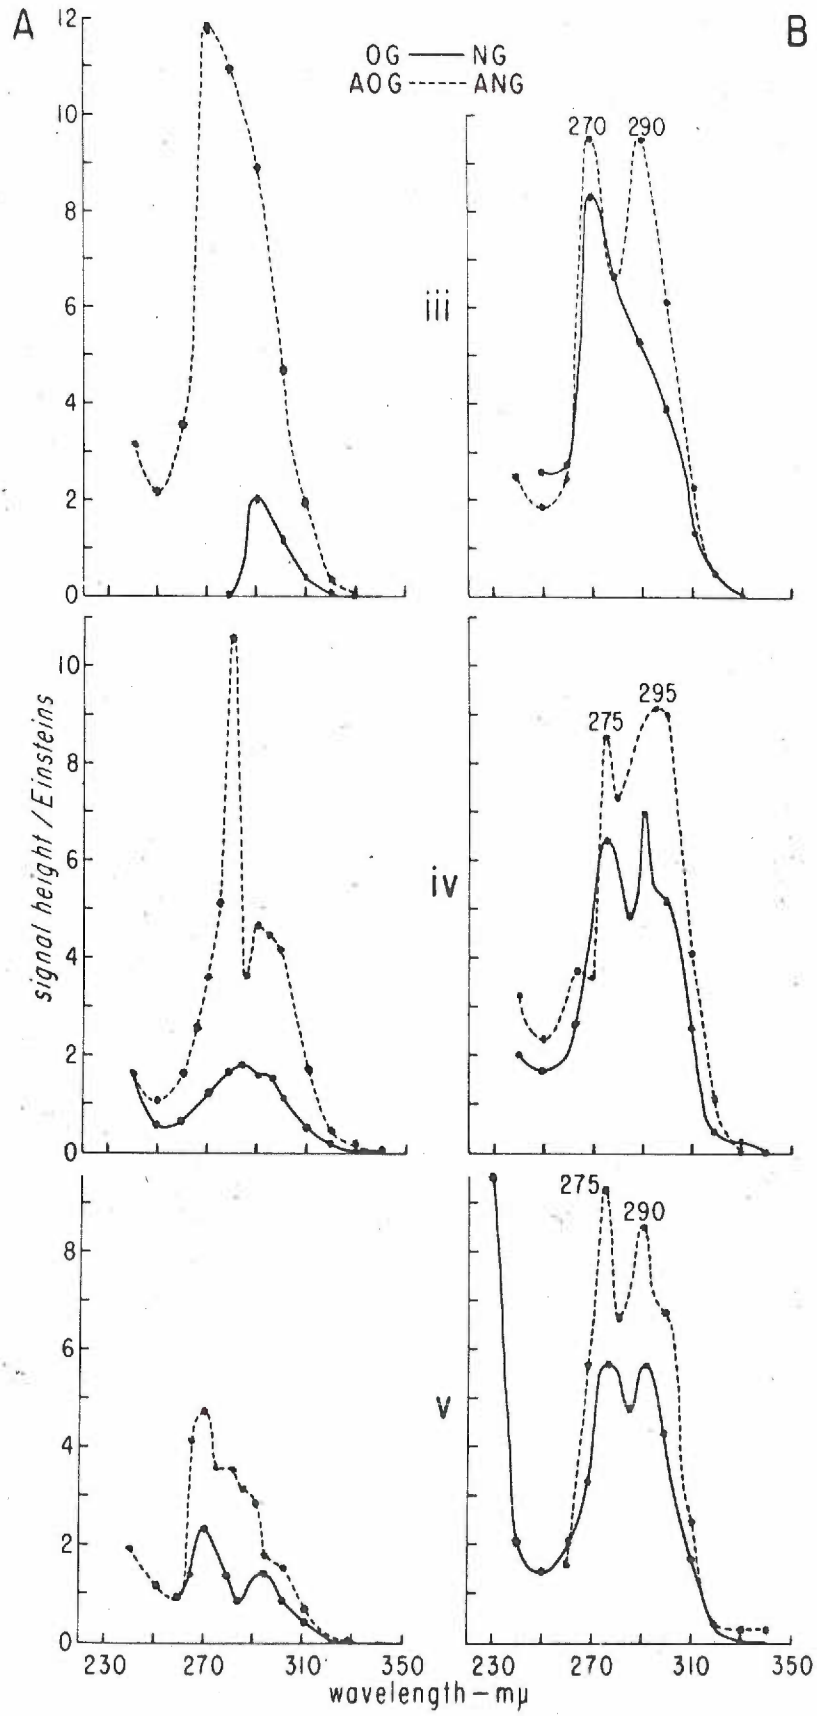 A
B
OG —— NG
AOG ------ ANG
12
10
8
6
4
2
0
270 290
iii
10
8
6
4
2
0
275 295
iv
8
6
4
2
0
275
290
v
signal height / Einsteins
230 270 310 350
230 270 310 350
wavelength – mμ